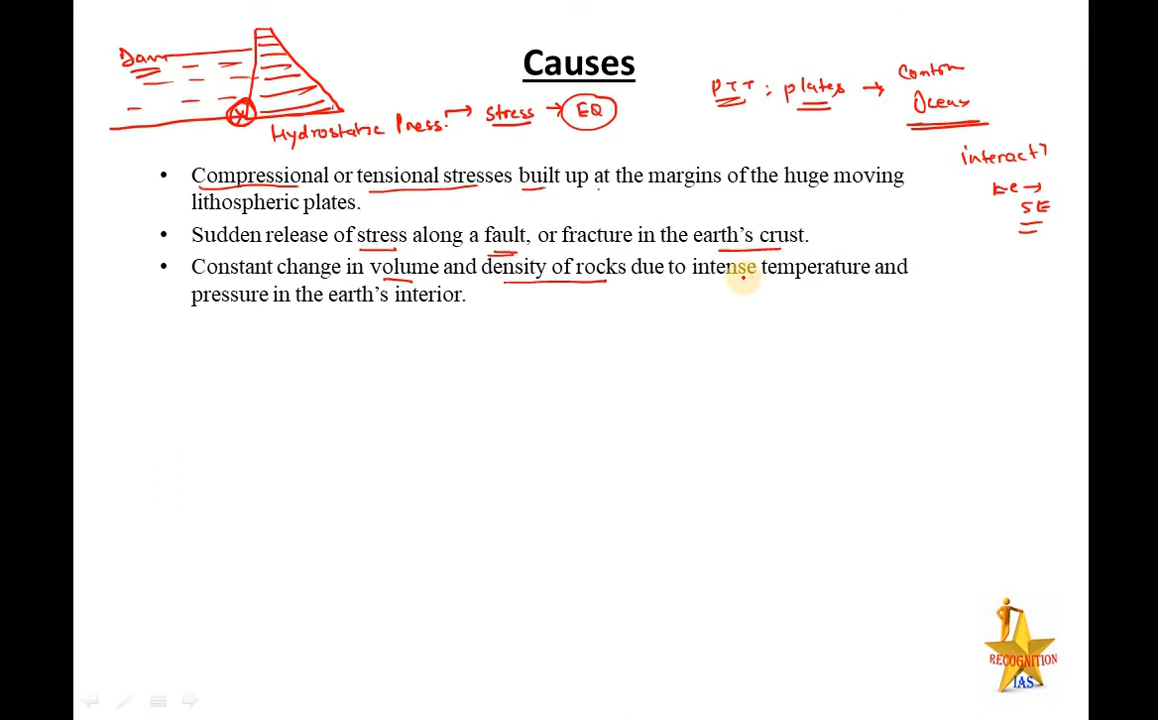 Dam
Causes
PTT : plates →
Ocean
Hydrostatic Press. → stress → EQ
interact
• Compressional or tensional stresses built up at the margins of the huge moving
lithospheric plates.
SE
• Sudden release of stress along a fault, or fracture in the earth's crust.
• Constant change in volume and density of rocks due to intense temperature and
pressure in the earth's interior.
RECOGNITION
IAS